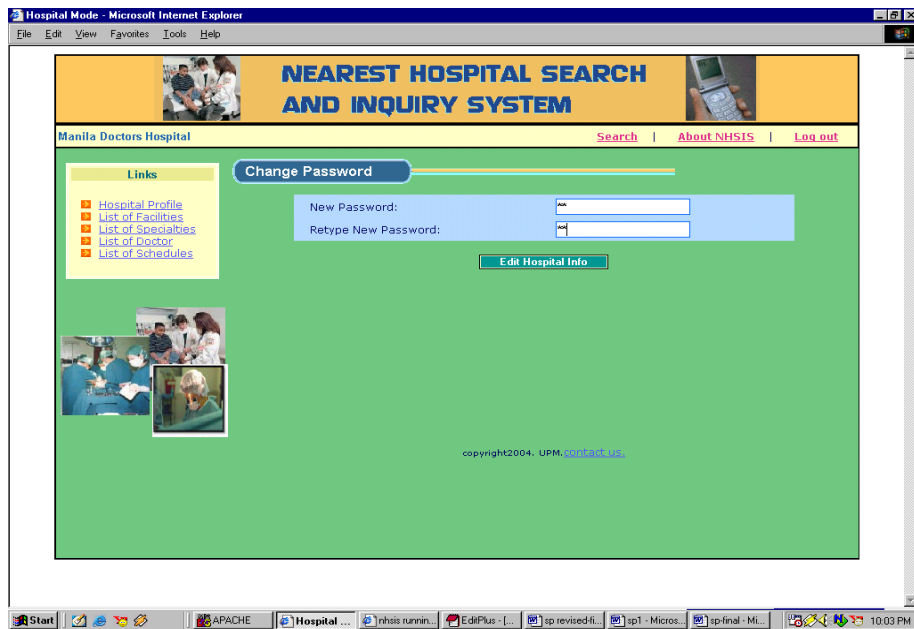 Hospital Mode - Microsoft Internet Explorer
File Edit View Favorites Tools Help
NEAREST HOSPITAL SEARCH
AND INQUIRY SYSTEM
Manila Doctors Hospital
Search | About NHSIS | Log out
Links
Hospital Profile
List of Facilities
List of Specialties
List of Doctor
List of Schedules
Change Password
New Password: **
Retype New Password: **
Edit Hospital Info
copyright2004. UPM.contact us.
Start APACHE Hospital ... nhsis runnin... EditPlus - [... sp revised-fi... sp1 - Micros... sp-final - Mi... 10:03 PM